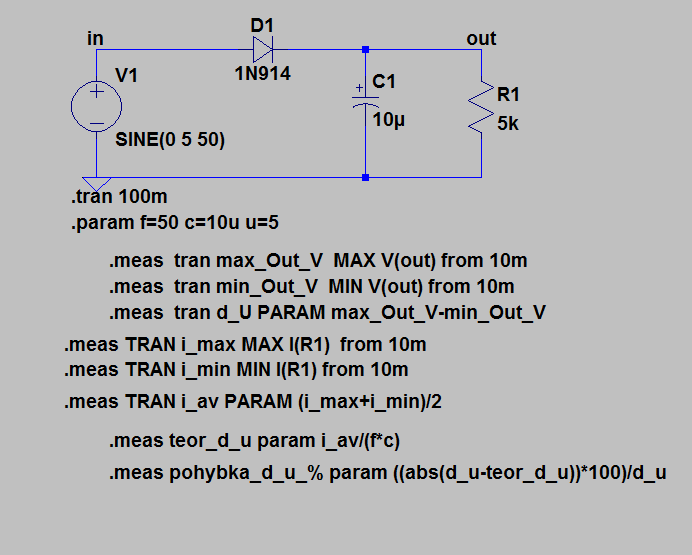 in
D1
out
V1
1N914
+
C1
R1
10µ
5k
SINE(0 5 50)
.tran 100m
.param f=50 c=10u u=5
.meas tran max_Out_V MAX V(out) from 10m
.meas tran min_Out_V MIN V(out) from 10m
.meas tran d_U PARAM max_Out_V-min_Out_V
.meas TRAN i_max MAX I(R1) from 10m
.meas TRAN i_min MIN I(R1) from 10m
.meas TRAN i_av PARAM (i_max+i_min)/2
.meas teor_d_u param i_av/(f*c)
.meas pohybka_d_u_% param ((abs(d_u-teor_d_u))*100)/d_u